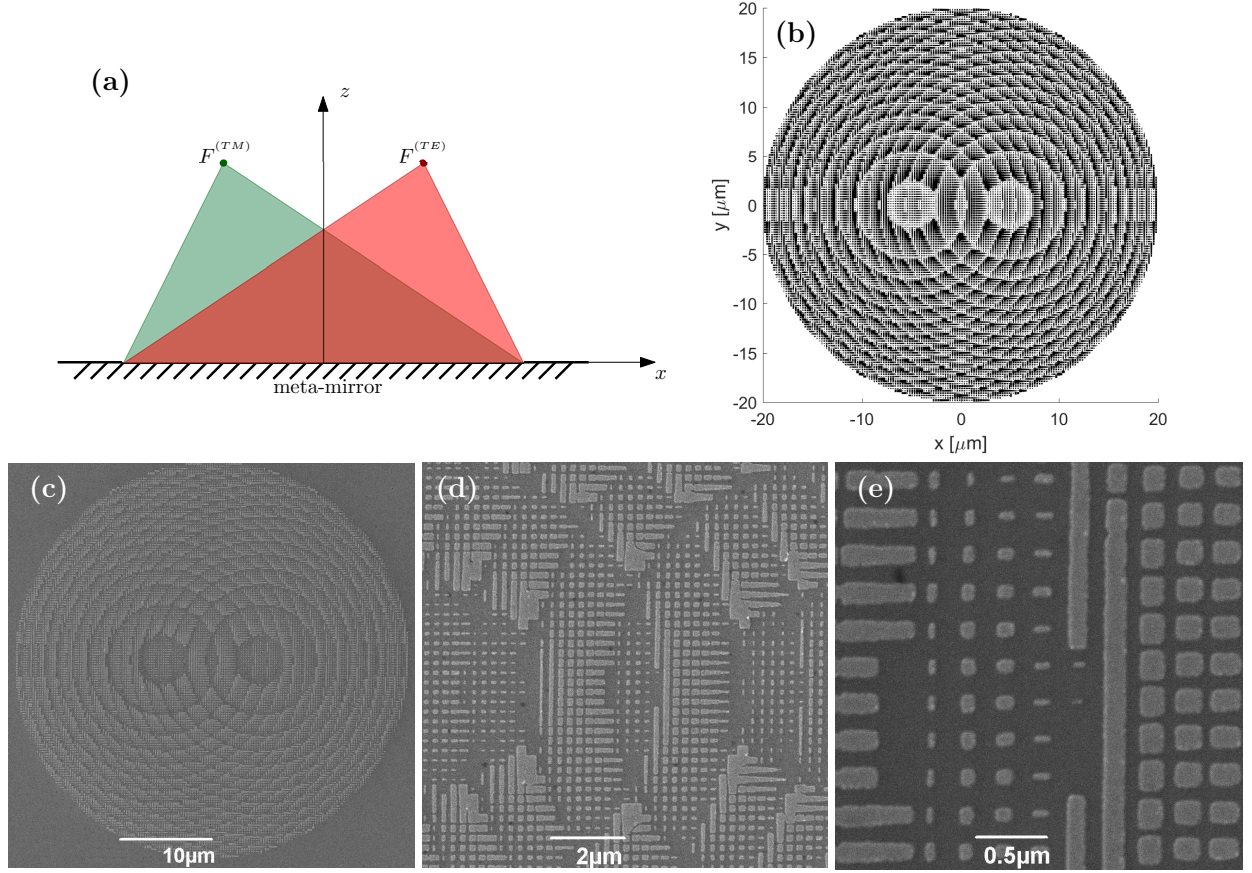 (a)
z
F^(TM)
F^(TE)
x
meta-mirror
(b)
20
15
10
5
0
-5
-10
-15
-20
y [μm]
-20 -10 0 10 20
x [μm]
(c)
10μm
(d)
2μm
(e)
0.5μm